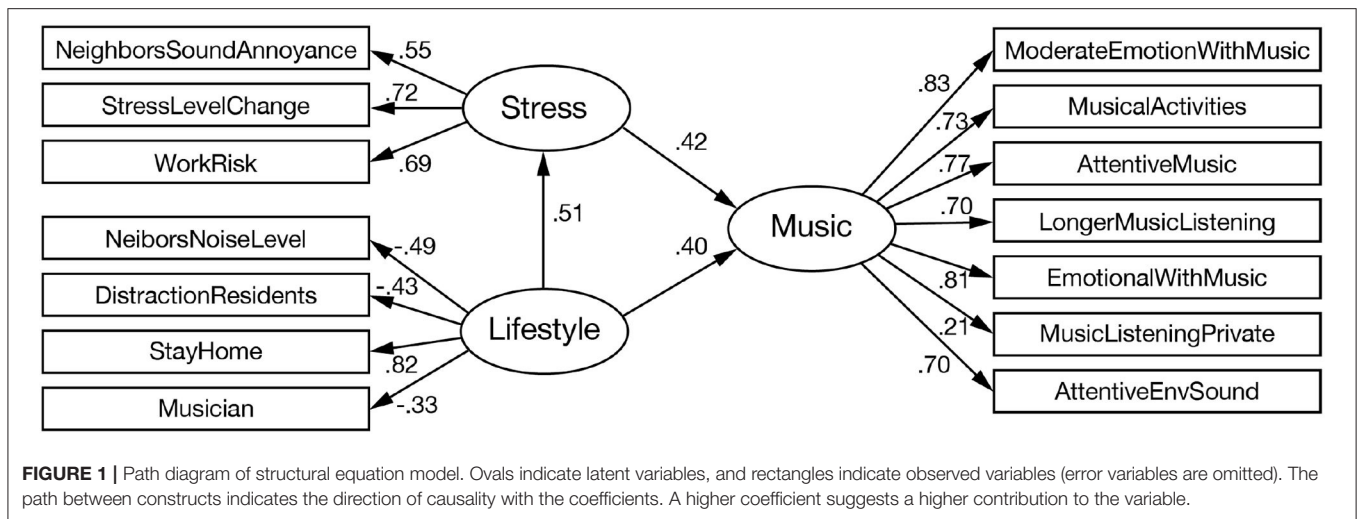 NeighborsSoundAnnoyance
StressLevelChange
WorkRisk
NeiborsNoiseLevel
DistractionResidents
StayHome
Musician
.55
.72
.69
-.49
-.43
.82
-.33
Stress
Lifestyle
.51
.42
.40
Music
.83
.73
.77
.70
.81
.21
.70
ModerateEmotionWithMusic
MusicalActivities
AttentiveMusic
LongerMusicListening
EmotionalWithMusic
MusicListeningPrivate
AttentiveEnvSound
FIGURE 1 | Path diagram of structural equation model. Ovals indicate latent variables, and rectangles indicate observed variables (error variables are omitted). The
path between constructs indicates the direction of causality with the coefficients. A higher coefficient suggests a higher contribution to the variable.